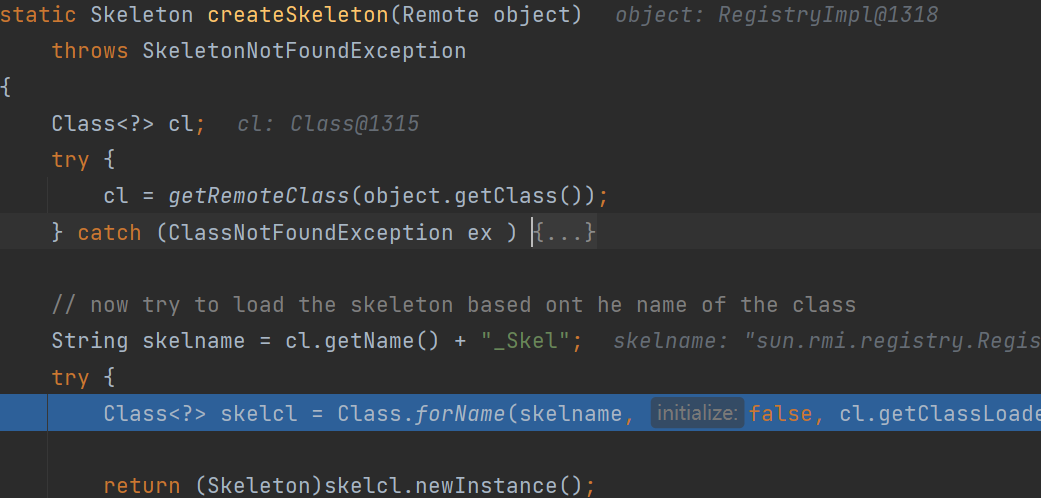 static Skeleton createSkeleton(Remote object)   object: RegistryImpl@1318
    throws SkeletonNotFoundException
{
    Class<?> cl;   cl: Class@1315
    try {
        cl = getRemoteClass(object.getClass());
    } catch (ClassNotFoundException ex ) {...}
    // now try to load the skeleton based ont he name of the class
    String skelname = cl.getName() + "_Skel";   skelname: "sun.rmi.registry.Regis
    try {
        Class<?> skelcl = Class.forName(skelname, initialize: false, cl.getClassLoade
        return (Skeleton)skelcl.newInstance();